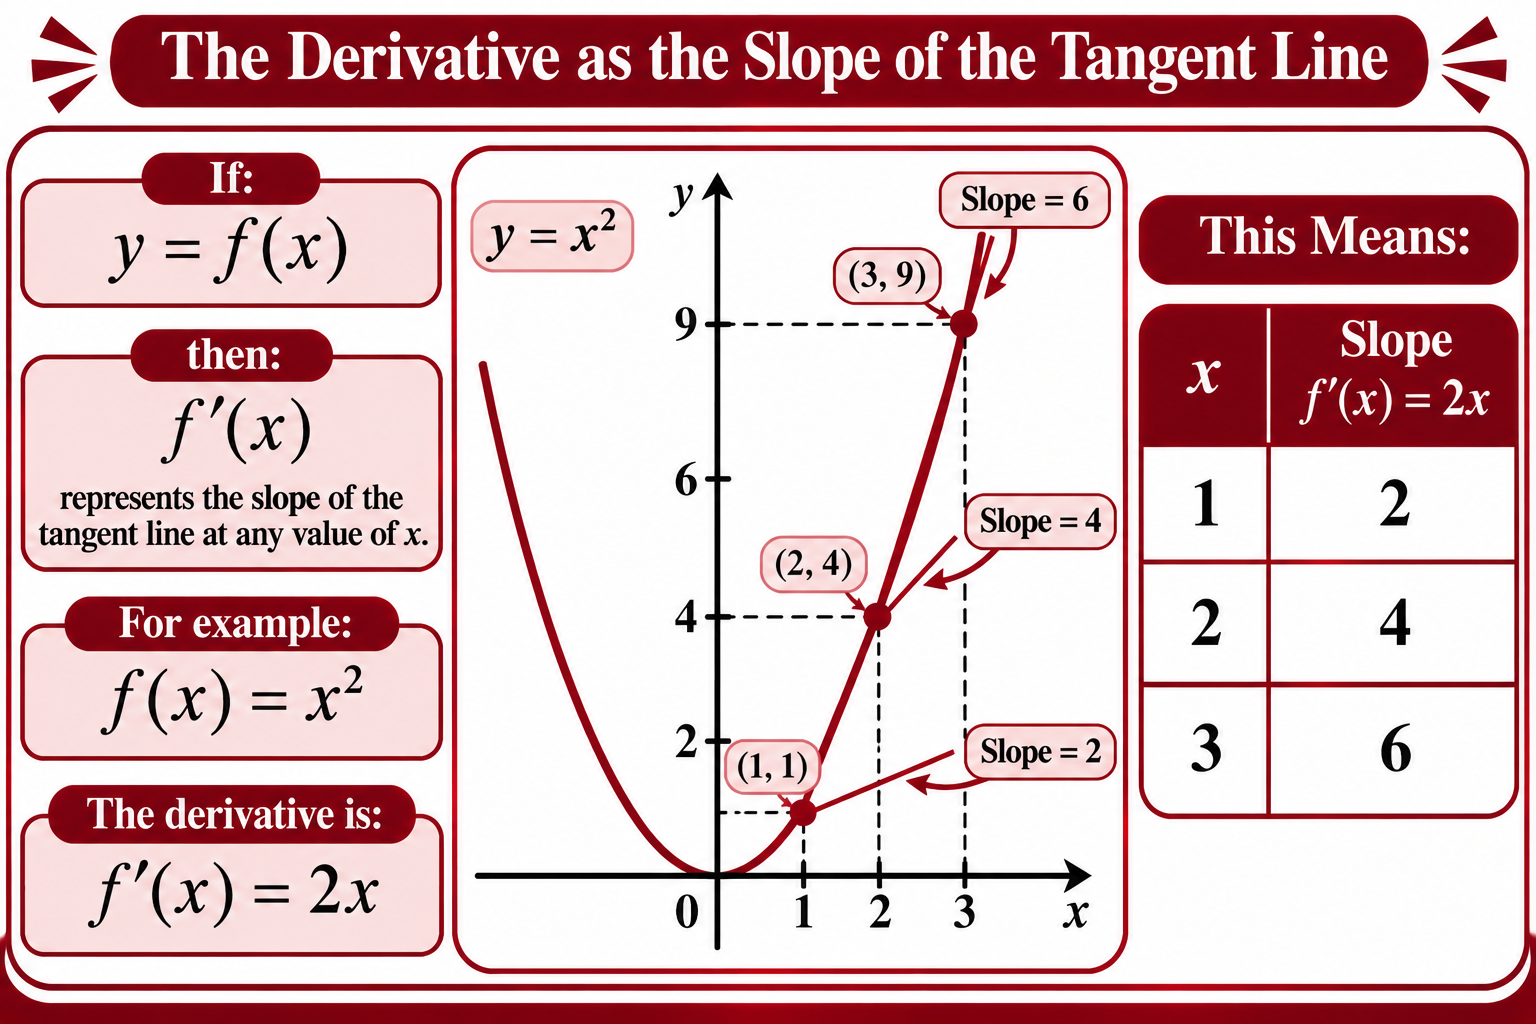 The Derivative as the Slope of the Tangent Line
If:
y = f(x)
then:
f′(x)
represents the slope of the
tangent line at any value of x.
For example:
f(x) = x²
The derivative is:
f′(x) = 2x
y = x²
y
Slope = 6
(3, 9)
9
6
Slope = 4
(2, 4)
4
2
Slope = 2
(1, 1)
0
1
2
3
x
This Means:
x
Slope
f′(x) = 2x
1
2
2
4
3
6